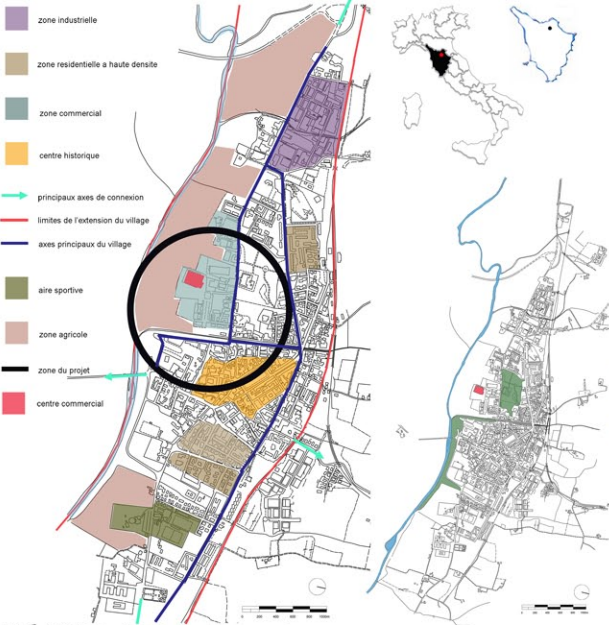 zone industrielle
zone residentielle a haute densite
zone commercial
centre historique
principaux axes de connexion
limites de l'extension du village
axes principaux du village
aire sportive
zone agricole
zone du projet
centre commercial